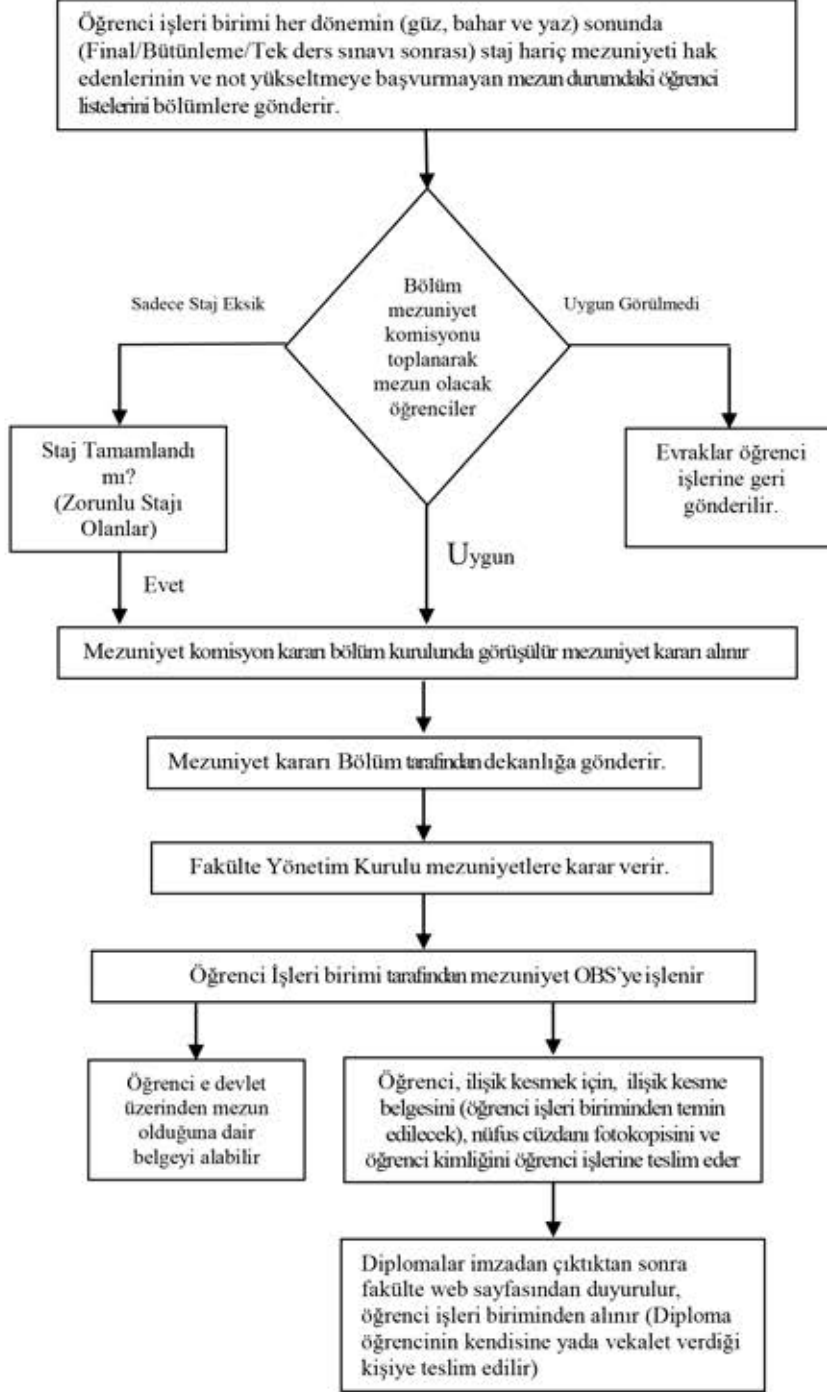 Öğrenci işleri birimi her dönemin (güz, bahar ve yaz) sonunda
(Final/Bütünleme/Tek ders sınavı sonrası) staj hariç mezuniyeti hak
edenlerinin ve not yükseltmeye başvurmayan mezun durumdaki öğrenci
listelerini bölümlere gönderir.
Bölüm
mezuniyet
komisyonu
toplanarak
mezun olacak
öğrenciler
Sadece Staj Eksik
Uygun Görülmedi
Staj Tamamlandı
mı?
(Zorunlu Stajı
Olanlar)
Evraklar öğrenci
işlerine geri
gönderilir.
Uygun
Evet
Mezuniyet komisyon kararı bölüm kurulunda görüşülür mezuniyet kararı alınır
Mezuniyet kararı Bölüm tarafından dekanlığa gönderir.
Fakülte Yönetim Kurulu mezuniyetlere karar verir.
Öğrenci İşleri birimi tarafından mezuniyet OBS'ye işlenir
Öğrenci e devlet
üzerinden mezun
olduğuna dair
belgeyi alabilir
Öğrenci, ilişik kesmek için, ilişik kesme
belgesini (öğrenci işleri biriminden temin
edilecek), nüfus cüzdanı fotokopisini ve
öğrenci kimliğini öğrenci işlerine teslim eder
Diplomalar imzadan çıktıktan sonra
fakülte web sayfasından duyurulur,
öğrenci işleri biriminden alınır (Diploma
öğrencinin kendisine yada vekalet verdiği
kişiye teslim edilir)